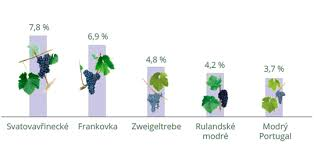 7,8 %
6,9 %
4,8 %
4,2 %
3,7 %
Svatovavřinecké
Frankovka
Zweigeltrebe
Rulandské
modré
Modrý
Portugal